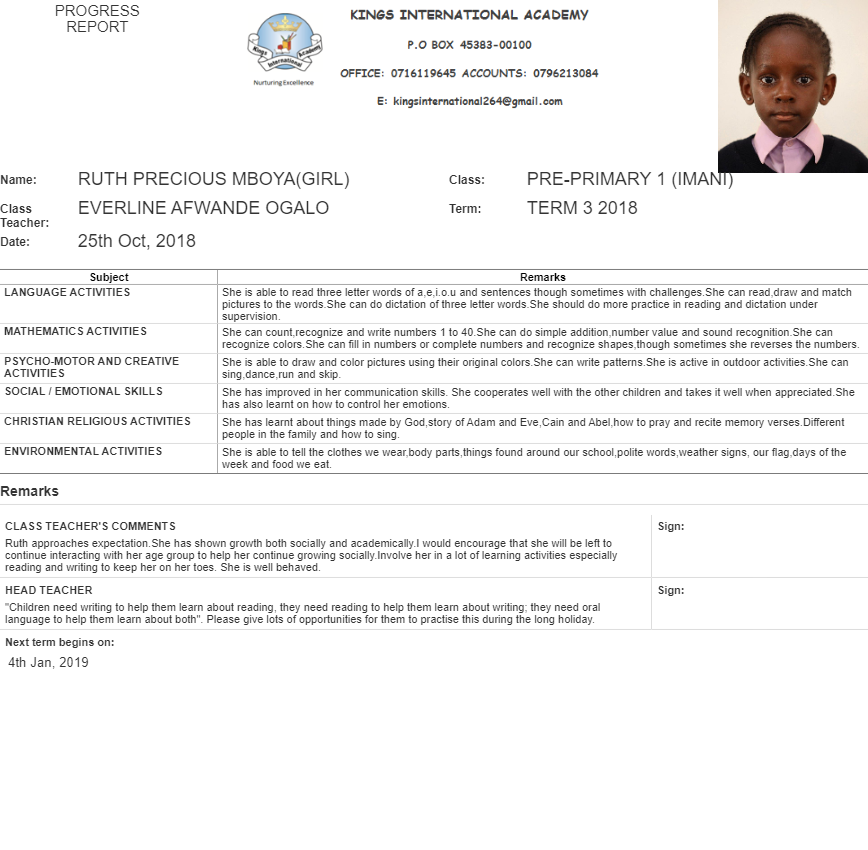 PROGRESS
REPORT
KINGS INTERNATIONAL ACADEMY
P.O BOX 45383-00100
OFFICE: 0716119645 ACCOUNTS: 0796213084
E: kingsinternational264@gmail.com
Kings International Academy
Nurturing Excellence
Name: RUTH PRECIOUS MBOYA(GIRL) Class: PRE-PRIMARY 1 (IMANI)
Class Teacher: EVERLINE AFWANDE OGALO Term: TERM 3 2018
Date: 25th Oct, 2018
Subject Remarks
LANGUAGE ACTIVITIES She is able to read three letter words of a,e,i.o.u and sentences though sometimes with challenges.She can read,draw and match
pictures to the words.She can do dictation of three letter words.She should do more practice in reading and dictation under
supervision.
MATHEMATICS ACTIVITIES She can count,recognize and write numbers 1 to 40.She can do simple addition,number value and sound recognition.She can
recognize colors.She can fill in numbers or complete numbers and recognize shapes,though sometimes she reverses the numbers.
PSYCHO-MOTOR AND CREATIVE ACTIVITIES She is able to draw and color pictures using their original colors.She can write patterns.She is active in outdoor activities.She can
sing,dance,run and skip.
SOCIAL / EMOTIONAL SKILLS She has improved in her communication skills. She cooperates well with the other children and takes it well when appreciated.She
has also learnt on how to control her emotions.
CHRISTIAN RELIGIOUS ACTIVITIES She has learnt about things made by God,story of Adam and Eve,Cain and Abel,how to pray and recite memory verses.Different
people in the family and how to sing.
ENVIRONMENTAL ACTIVITIES She is able to tell the clothes we wear,body parts,things found around our school,polite words,weather signs, our flag,days of the
week and food we eat.
Remarks
CLASS TEACHER'S COMMENTS Sign:
Ruth approaches expectation.She has shown growth both socially and academically.I would encourage that she will be left to
continue interacting with her age group to help her continue growing socially.Involve her in a lot of learning activities especially
reading and writing to keep her on her toes. She is well behaved.
HEAD TEACHER Sign:
"Children need writing to help them learn about reading, they need reading to help them learn about writing; they need oral
language to help them learn about both". Please give lots of opportunities for them to practise this during the long holiday.
Next term begins on:
4th Jan, 2019